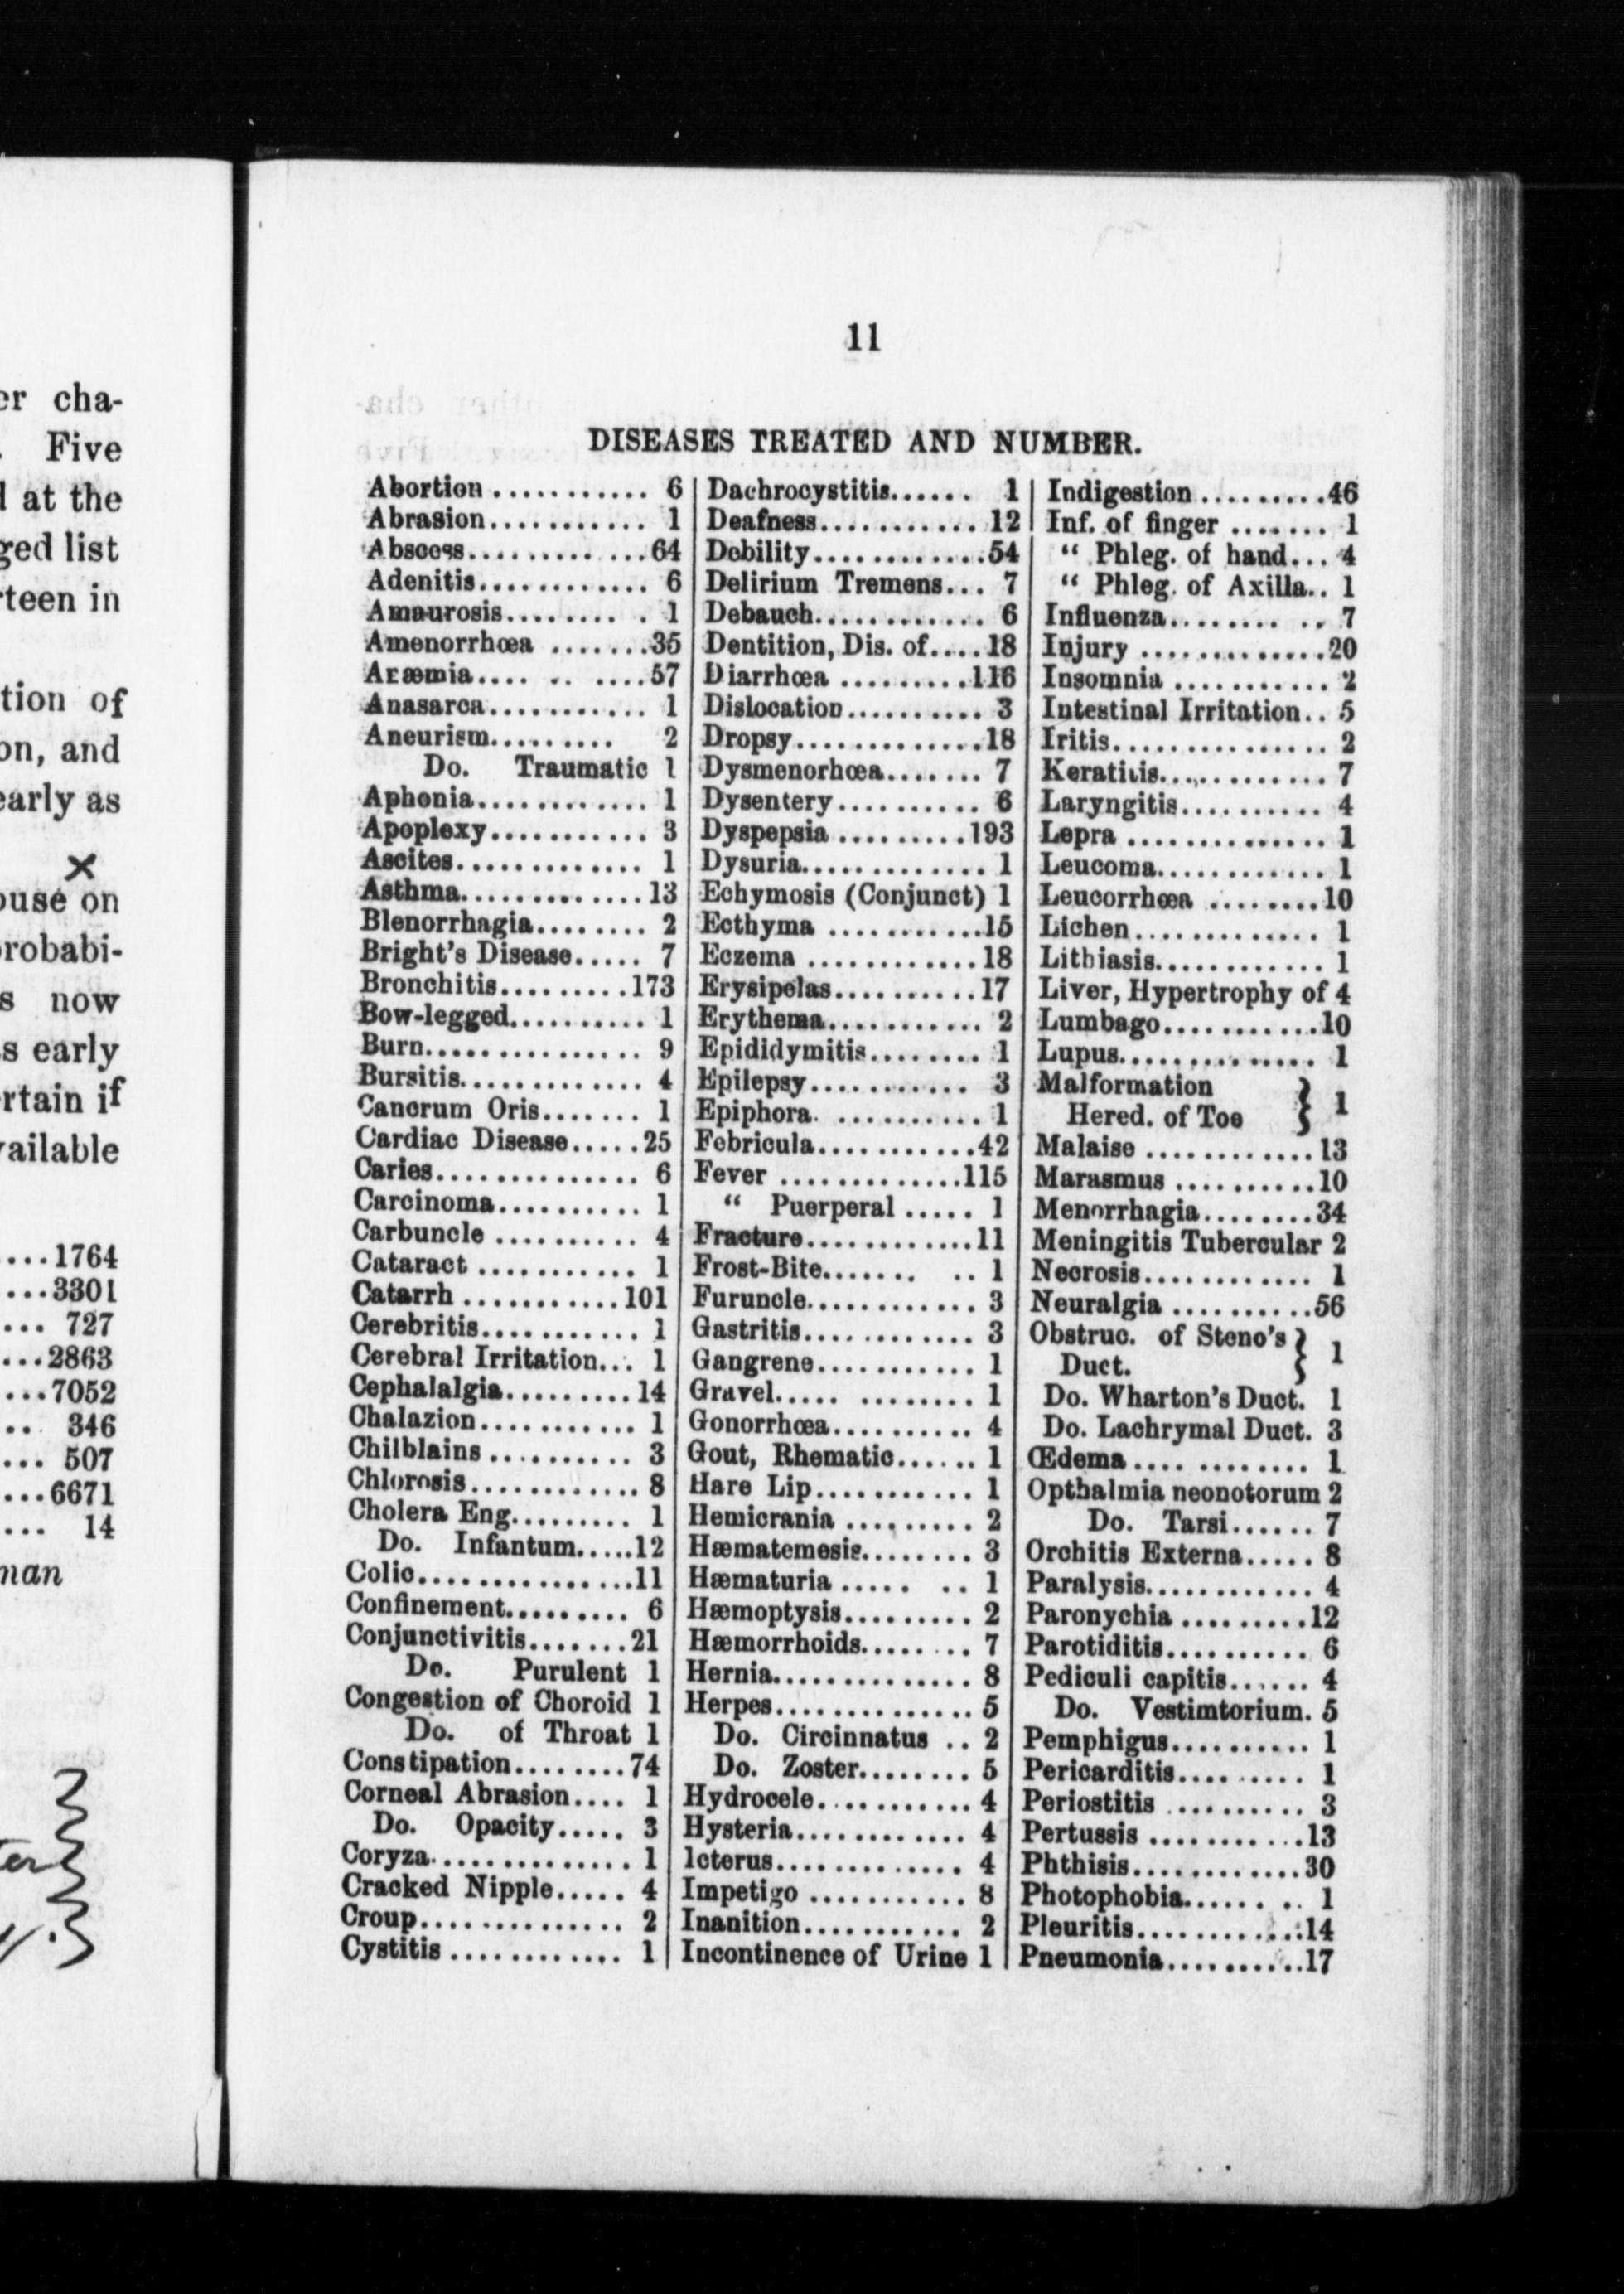 er cha-
. Five
d at the
ged list
rteen in
tion of
on, and
early as
×
ouse on
probabi-
s now
s early
rtain if
vailable
....1764
...3301
... 727
...2863
...7052
.. 346
... 507
...6671
... 14
man
11
DISEASES TREATED AND NUMBER.
Abortion ........... 6
Abrasion........... 1
Abscess.............64
Adenitis............ 6
Amaurosis.......... 1
Amenorrhœa .......35
Anæmia.... .. ....57
Anasarca........... 1
Aneurism......... 2
Do. Traumatic 1
Aphonia............ 1
Apoplexy........... 3
Ascites............. 1
Asthma.............13
Blenorrhagia........ 2
Bright's Disease..... 7
Bronchitis.........173
Bow-legged.......... 1
Burn............... 9
Bursitis............. 4
Cancrum Oris....... 1
Cardiac Disease.....25
Caries.............. 6
Carcinoma.......... 1
Carbuncle .......... 4
Cataract ........... 1
Catarrh ...........101
Cerebritis........... 1
Cerebral Irritation... 1
Cephalalgia.........14
Chalazion........... 1
Chilblains .......... 3
Chlorosis............ 8
Cholera Eng......... 1
Do. Infantum.....12
Colic...............11
Confinement......... 6
Conjunctivitis.......21
Do. Purulent 1
Congestion of Choroid 1
Do. of Throat 1
Constipation........74
Corneal Abrasion.... 1
Do. Opacity..... 3
Coryza.............. 1
Cracked Nipple..... 4
Croup.............. 2
Cystitis ............ 1
Dachrocystitis...... 1
Deafness........... 12
Debility............54
Delirium Tremens... 7
Debauch............ 6
Dentition, Dis. of....18
Diarrhœa .........116
Dislocation.......... 3
Dropsy.............18
Dysmenorhœa....... 7
Dysentery.......... 6
Dyspepsia .........193
Dysuria............. 1
Echymosis (Conjunct) 1
Ecthyma ...........15
Eczema ............18
Erysipelas..........17
Erythema........... 2
Epididymitis........ 1
Epilepsy........... 3
Epiphora. .......... 1
Febricula...........42
Fever .............115
“ Puerperal ..... 1
Fracture............11
Frost-Bite....... .. 1
Furuncle............ 3
Gastritis............ 3
Gangrene........... 1
Gravel..... ........ 1
Gonorrhœa.......... 4
Gout, Rhematic...... 1
Hare Lip........... 1
Hemicrania ......... 2
Hæmatemesis........ 3
Hæmaturia ..... .. 1
Hæmoptysis......... 2
Hæmorrhoids........ 7
Hernia.............. 8
Herpes.............. 5
Do. Circinnatus .. 2
Do. Zoster........ 5
Hydrocele........... 4
Hysteria............ 4
Icterus............. 4
Impetigo ........... 8
Inanition........... 2
Incontinence of Urine 1
Indigestion .........46
Inf. of finger ....... 1
“ Phleg. of hand... 4
“ Phleg. of Axilla.. 1
Influenza........ .. 7
Injury .............20
Insomnia ........... 2
Intestinal Irritation.. 5
Iritis............... 2
Keratitis............ 7
Laryngitis.......... 4
Lepra .............. 1
Leucoma............ 1
Leucorrhœa ........10
Lichen............. 1
Lithiasis............ 1
Liver, Hypertrophy of 4
Lumbago...........10
Lupus.............. 1
Malformation
Hered. of Toe } 1
Malaise ............13
Marasmus ..........10
Menorrhagia........34
Meningitis Tubercular 2
Necrosis............ 1
Neuralgia ..........56
Obstruc. of Steno's
Duct. } 1
Do. Wharton's Duct. 1
Do. Lachrymal Duct. 3
Œdema .... ........ 1
Opthalmia neonotorum 2
Do. Tarsi...... 7
Orchitis Externa..... 8
Paralysis............ 4
Paronychia .........12
Parotiditis.......... 6
Pediculi capitis...... 4
Do. Vestimtorium. 5
Pemphigus.......... 1
Pericarditis......... 1
Periostitis .......... 3
Pertussis ...........13
Phthisis............30
Photophobia....... .. 1
Pleuritis............14
Pneumonia..........17